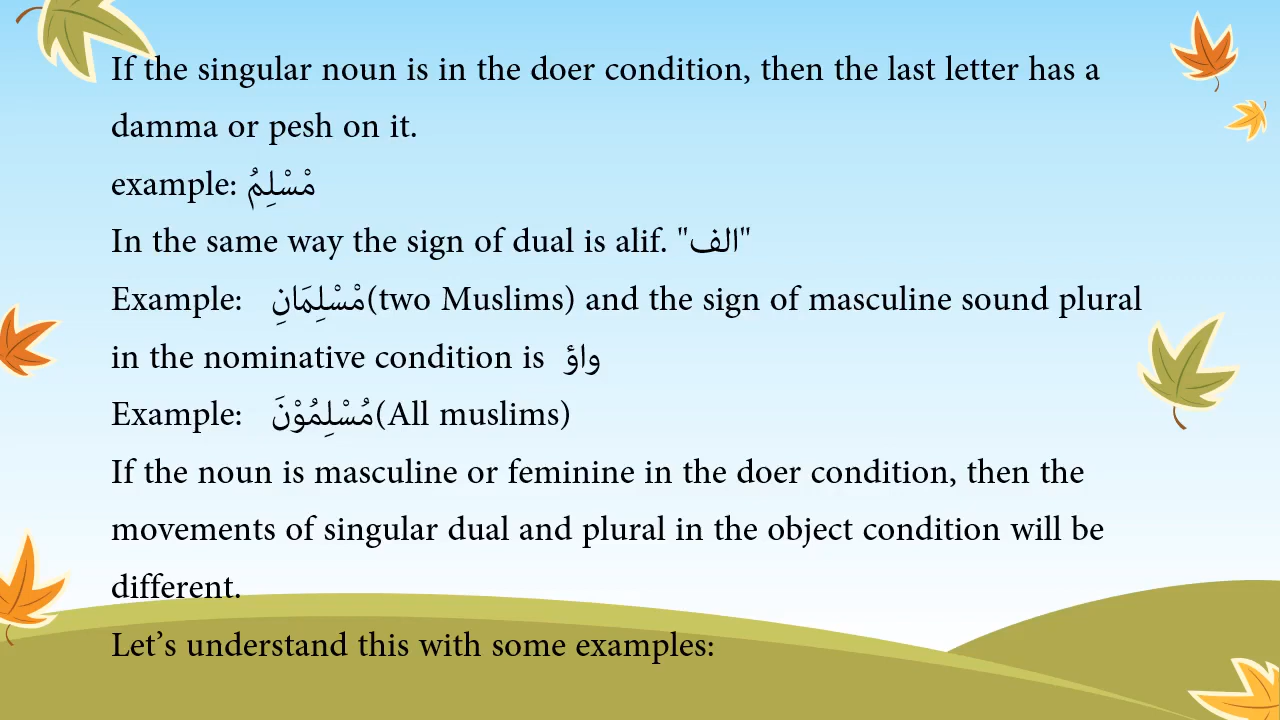 If the singular noun is in the doer condition, then the last letter has a
damma or pesh on it.
example: مْسْلِمُ
In the same way the sign of dual is alif. "الف"
Example: مْسْلِمَانِ(two Muslims) and the sign of masculine sound plural
in the nominative condition is واؤ
Example: مُسْلِمُوْنَ(All muslims)
If the noun is masculine or feminine in the doer condition, then the
movements of singular dual and plural in the object condition will be
different.
Let’s understand this with some examples: